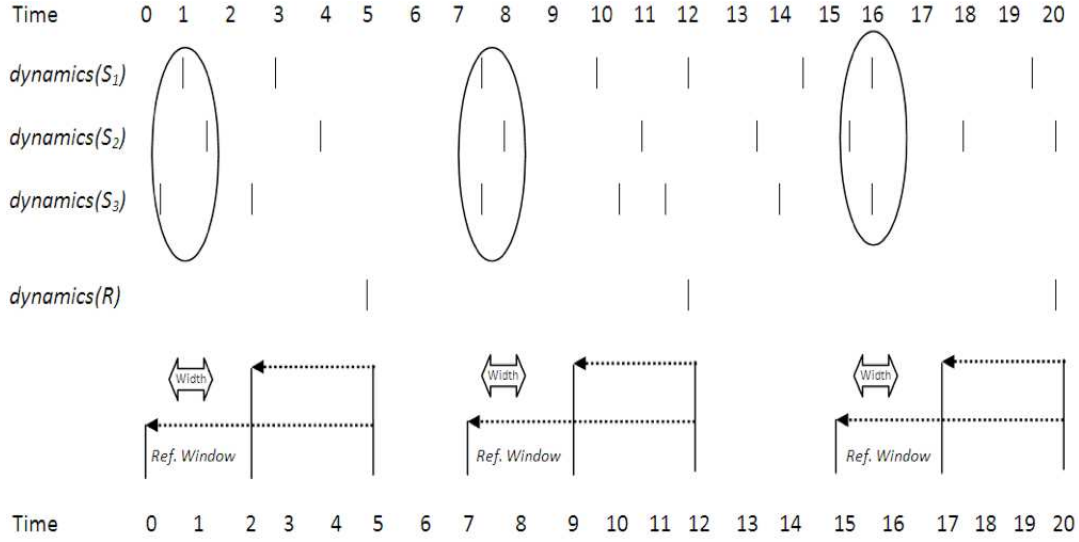 Time 0 1 2 3 4 5 6 7 8 9 10 11 12 13 14 15 16 17 18 19 20
dynamics(S₁)
dynamics(S₂)
dynamics(S₃)
dynamics(R)
Width Width Width
Ref. Window Ref. Window Ref. Window
Time 0 1 2 3 4 5 6 7 8 9 10 11 12 13 14 15 16 17 18 19 20